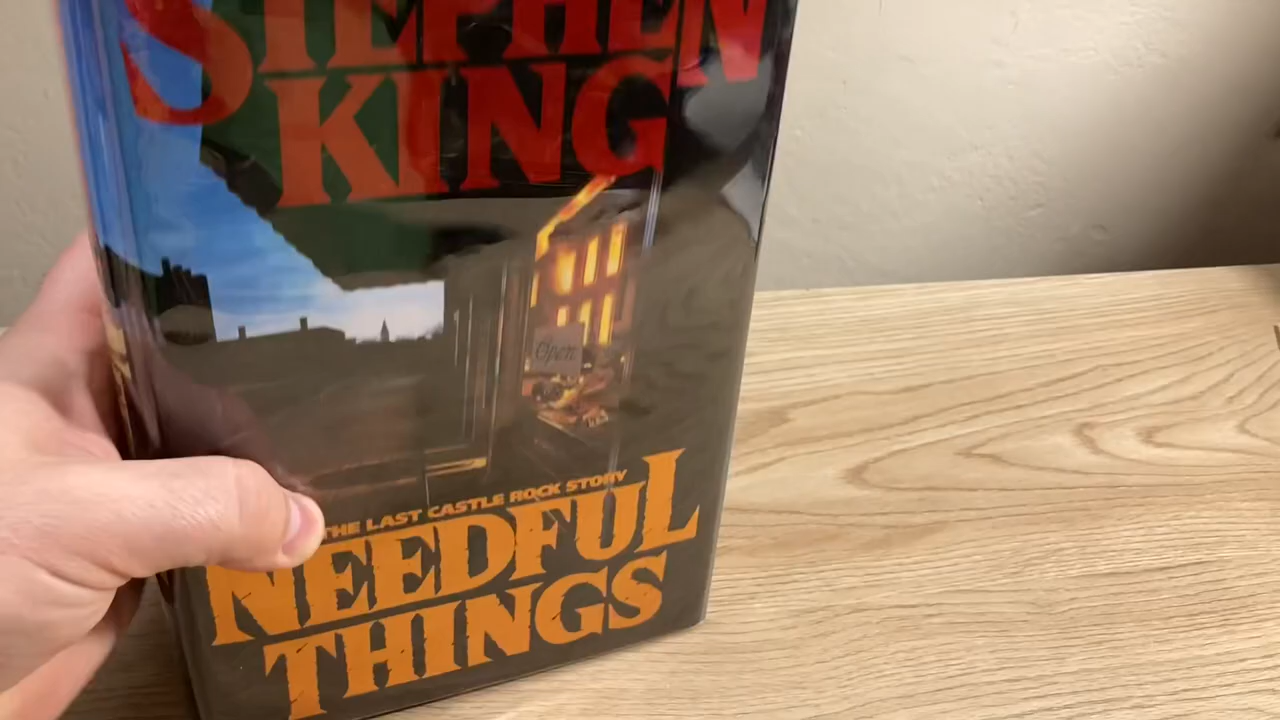 STEPHEN
KING
Open
THE LAST CASTLE ROCK STORY
NEEDFUL
THINGS